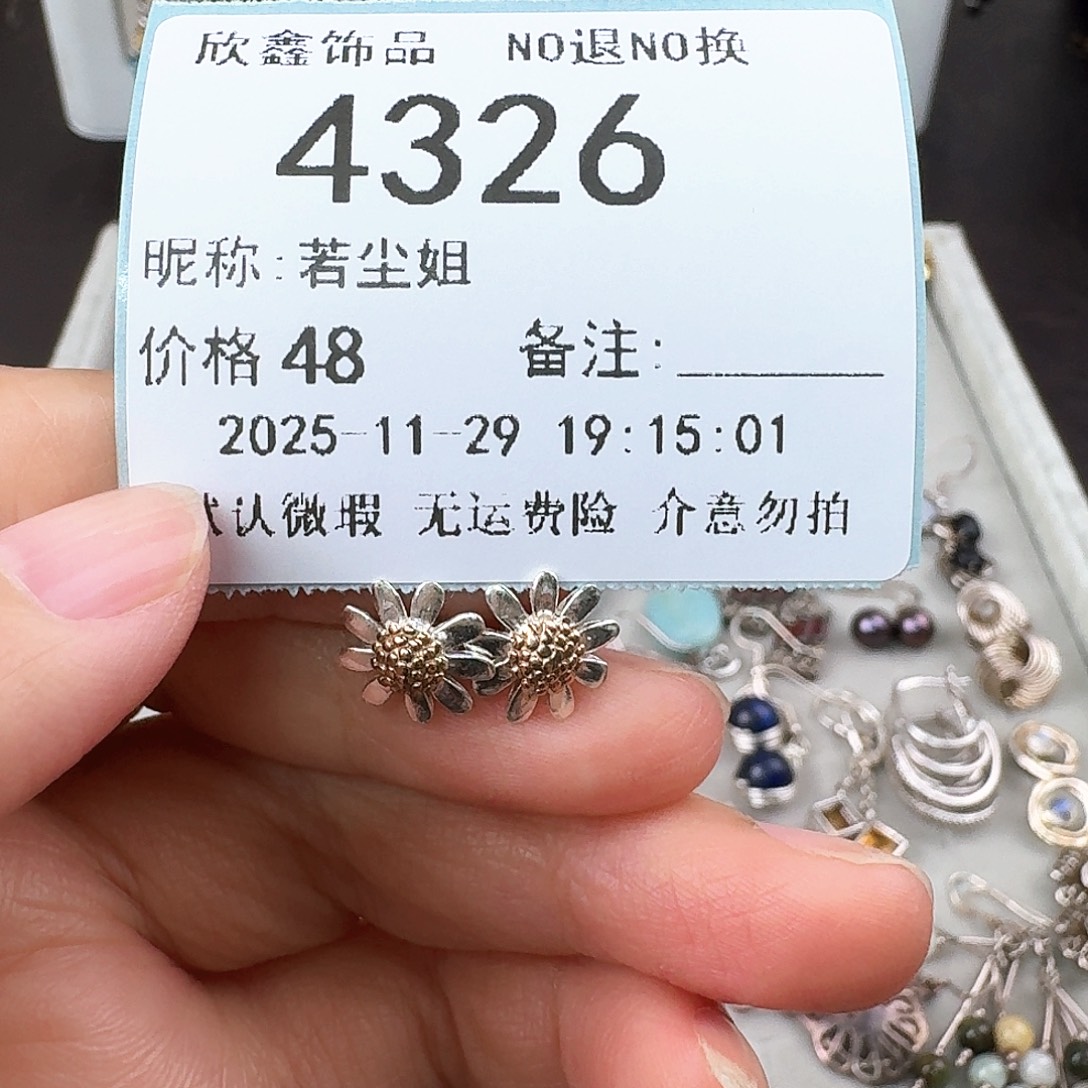 欣鑫饰品 NO退NO换
4326
昵称:若尘姐
价格 48 备注:________
2025-11-29 19:15:01
默认微瑕 无运费险 介意勿拍